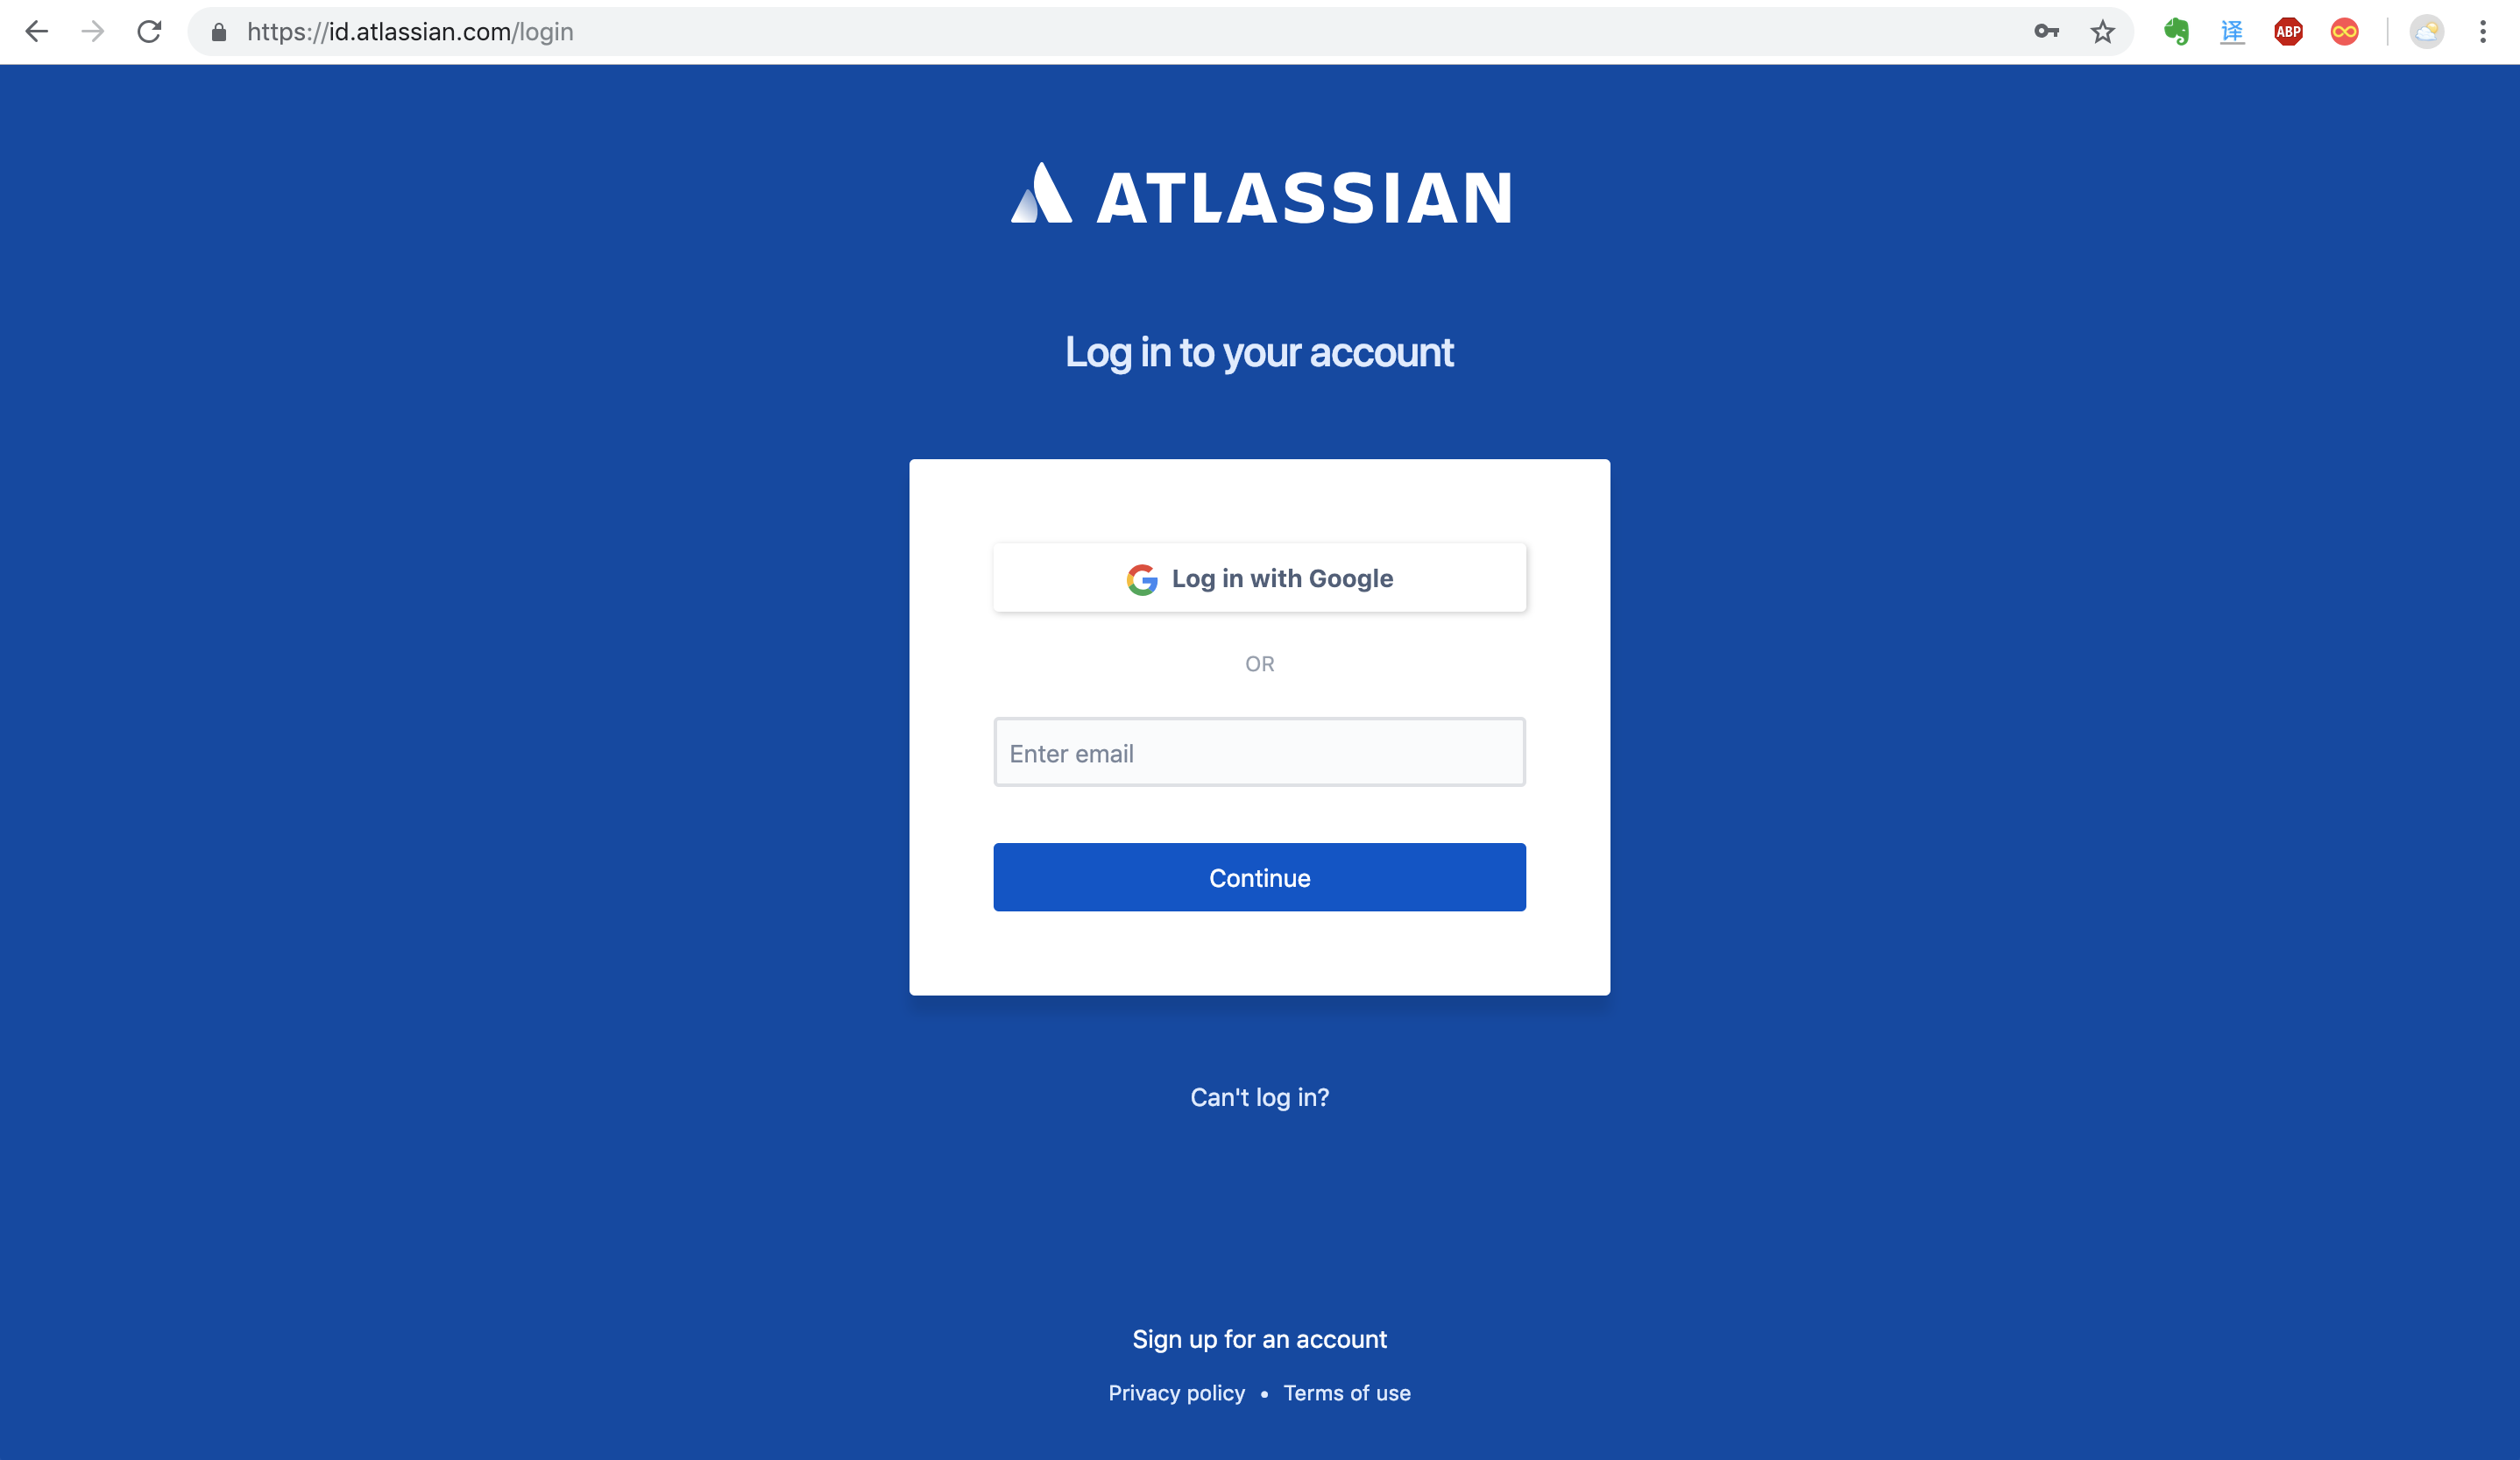 https://id.atlassian.com/login
译
ABP
ATLASSIAN
Log in to your account
Log in with Google
OR
Enter email
Continue
Can't log in?
Sign up for an account
Privacy policy • Terms of use